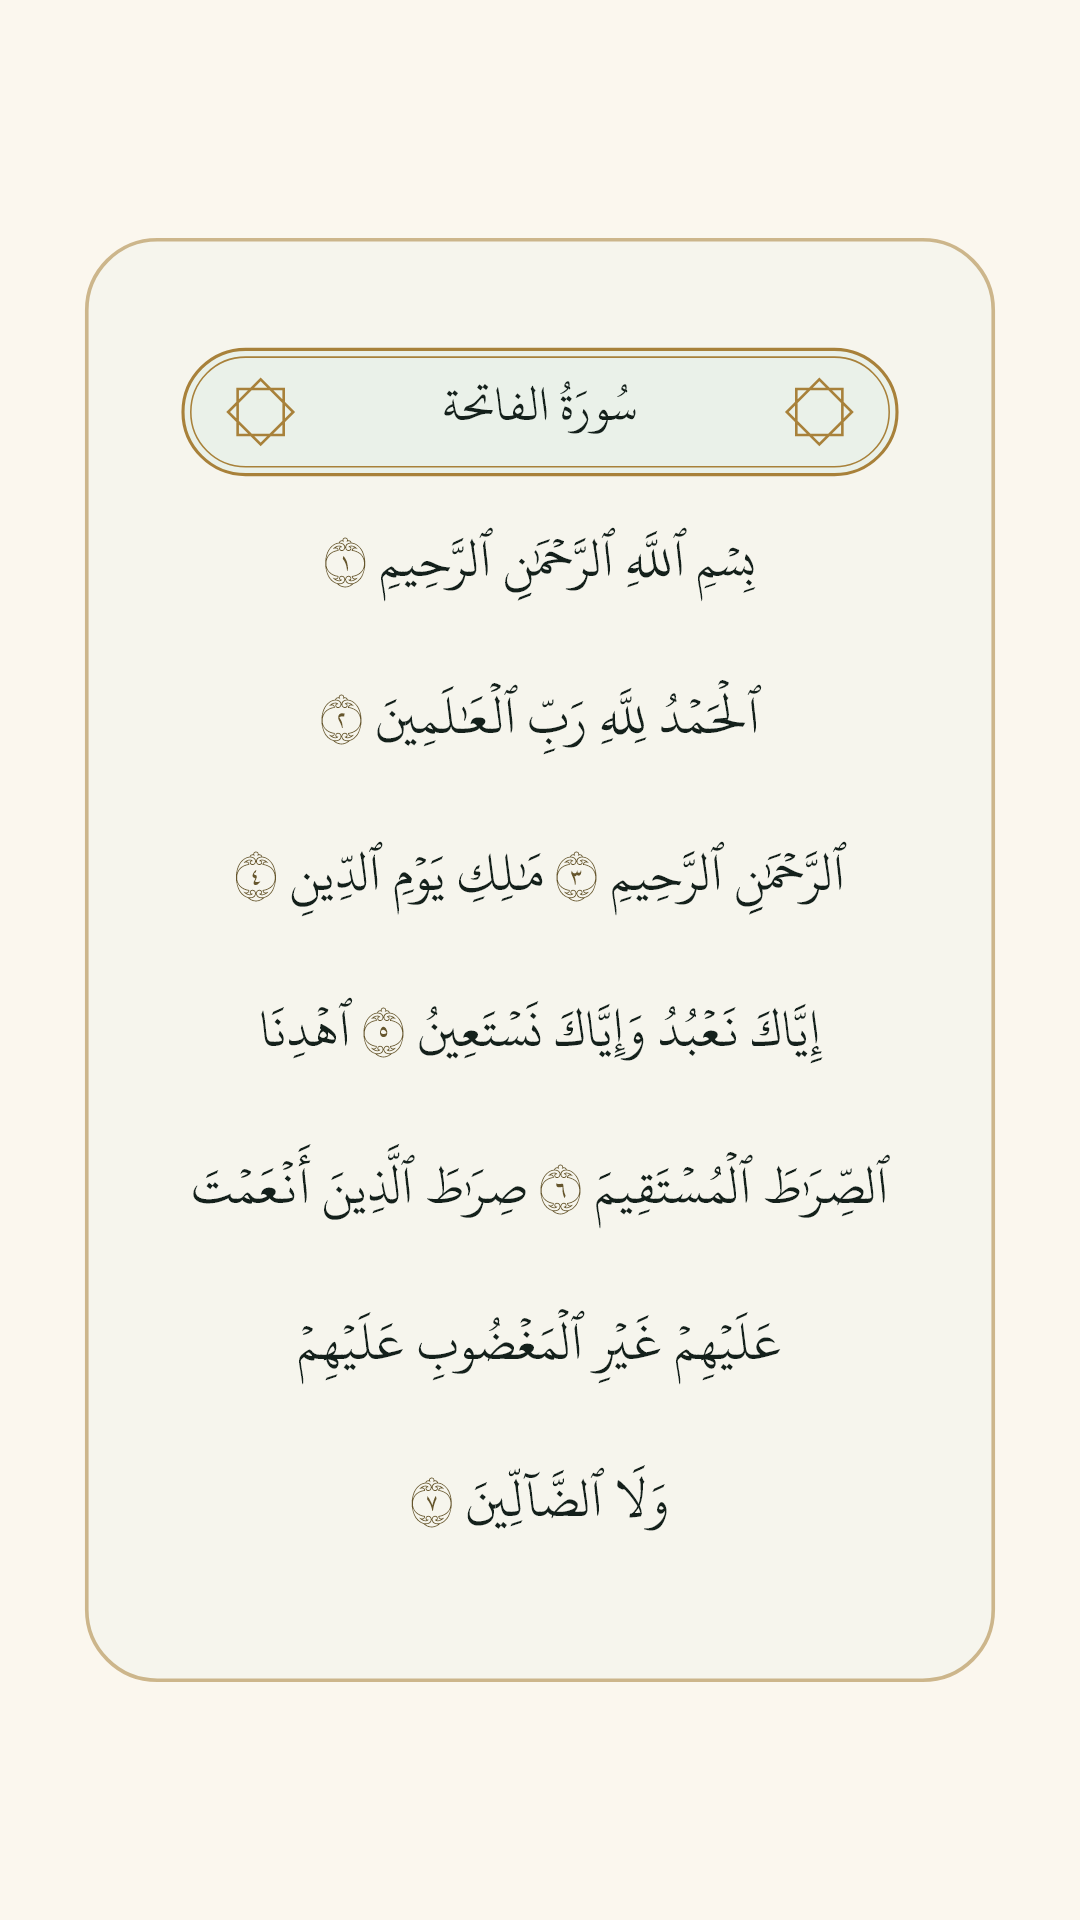 سُورَةُ الفاتحة
بِسۡمِ ٱللَّهِ ٱلرَّحۡمَٰنِ ٱلرَّحِيمِ ١
ٱلۡحَمۡدُ لِلَّهِ رَبِّ ٱلۡعَٰلَمِينَ ٢
ٱلرَّحۡمَٰنِ ٱلرَّحِيمِ ٣ مَٰلِكِ يَوۡمِ ٱلدِّينِ ٤
إِيَّاكَ نَعۡبُدُ وَإِيَّاكَ نَسۡتَعِينُ ٥ ٱهۡدِنَا
ٱلصِّرَٰطَ ٱلۡمُسۡتَقِيمَ ٦ صِرَٰطَ ٱلَّذِينَ أَنۡعَمۡتَ
عَلَيۡهِمۡ غَيۡرِ ٱلۡمَغۡضُوبِ عَلَيۡهِمۡ
وَلَا ٱلضَّآلِّينَ ٧